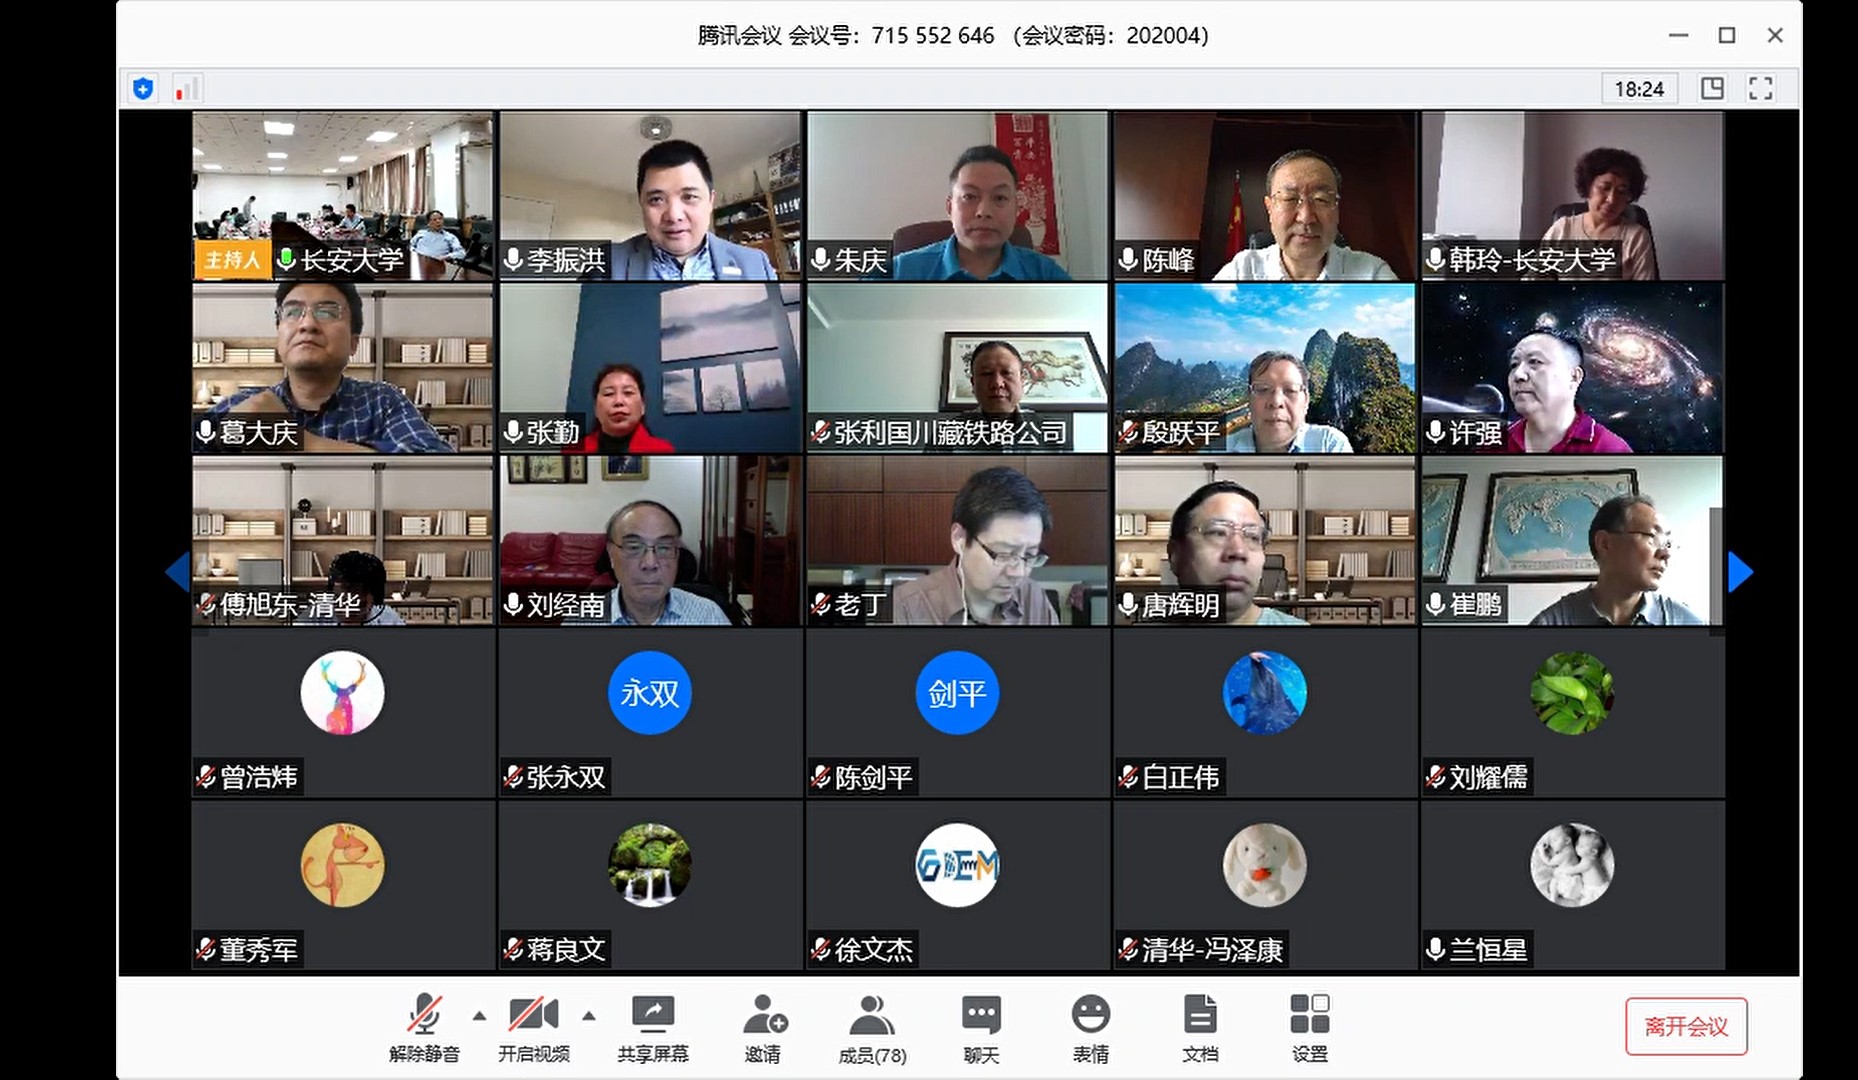 腾讯会议 会议号：715 552 646 （会议密码：202004）
18:24
主持人 长安大学
李振洪
朱庆
陈峰
韩玲-长安大学
葛大庆
张勤
张利国川藏铁路公司
殷跃平
许强
傅旭东-清华
刘经南
老丁
唐辉明
崔鹏
永双
剑平
曾浩炜
张永双
陈剑平
白正伟
刘耀儒
董秀军
蒋良文
徐文杰
清华-冯泽康
兰恒星
解除静音
开启视频
共享屏幕
邀请
成员(78)
聊天
表情
文档
设置
离开会议